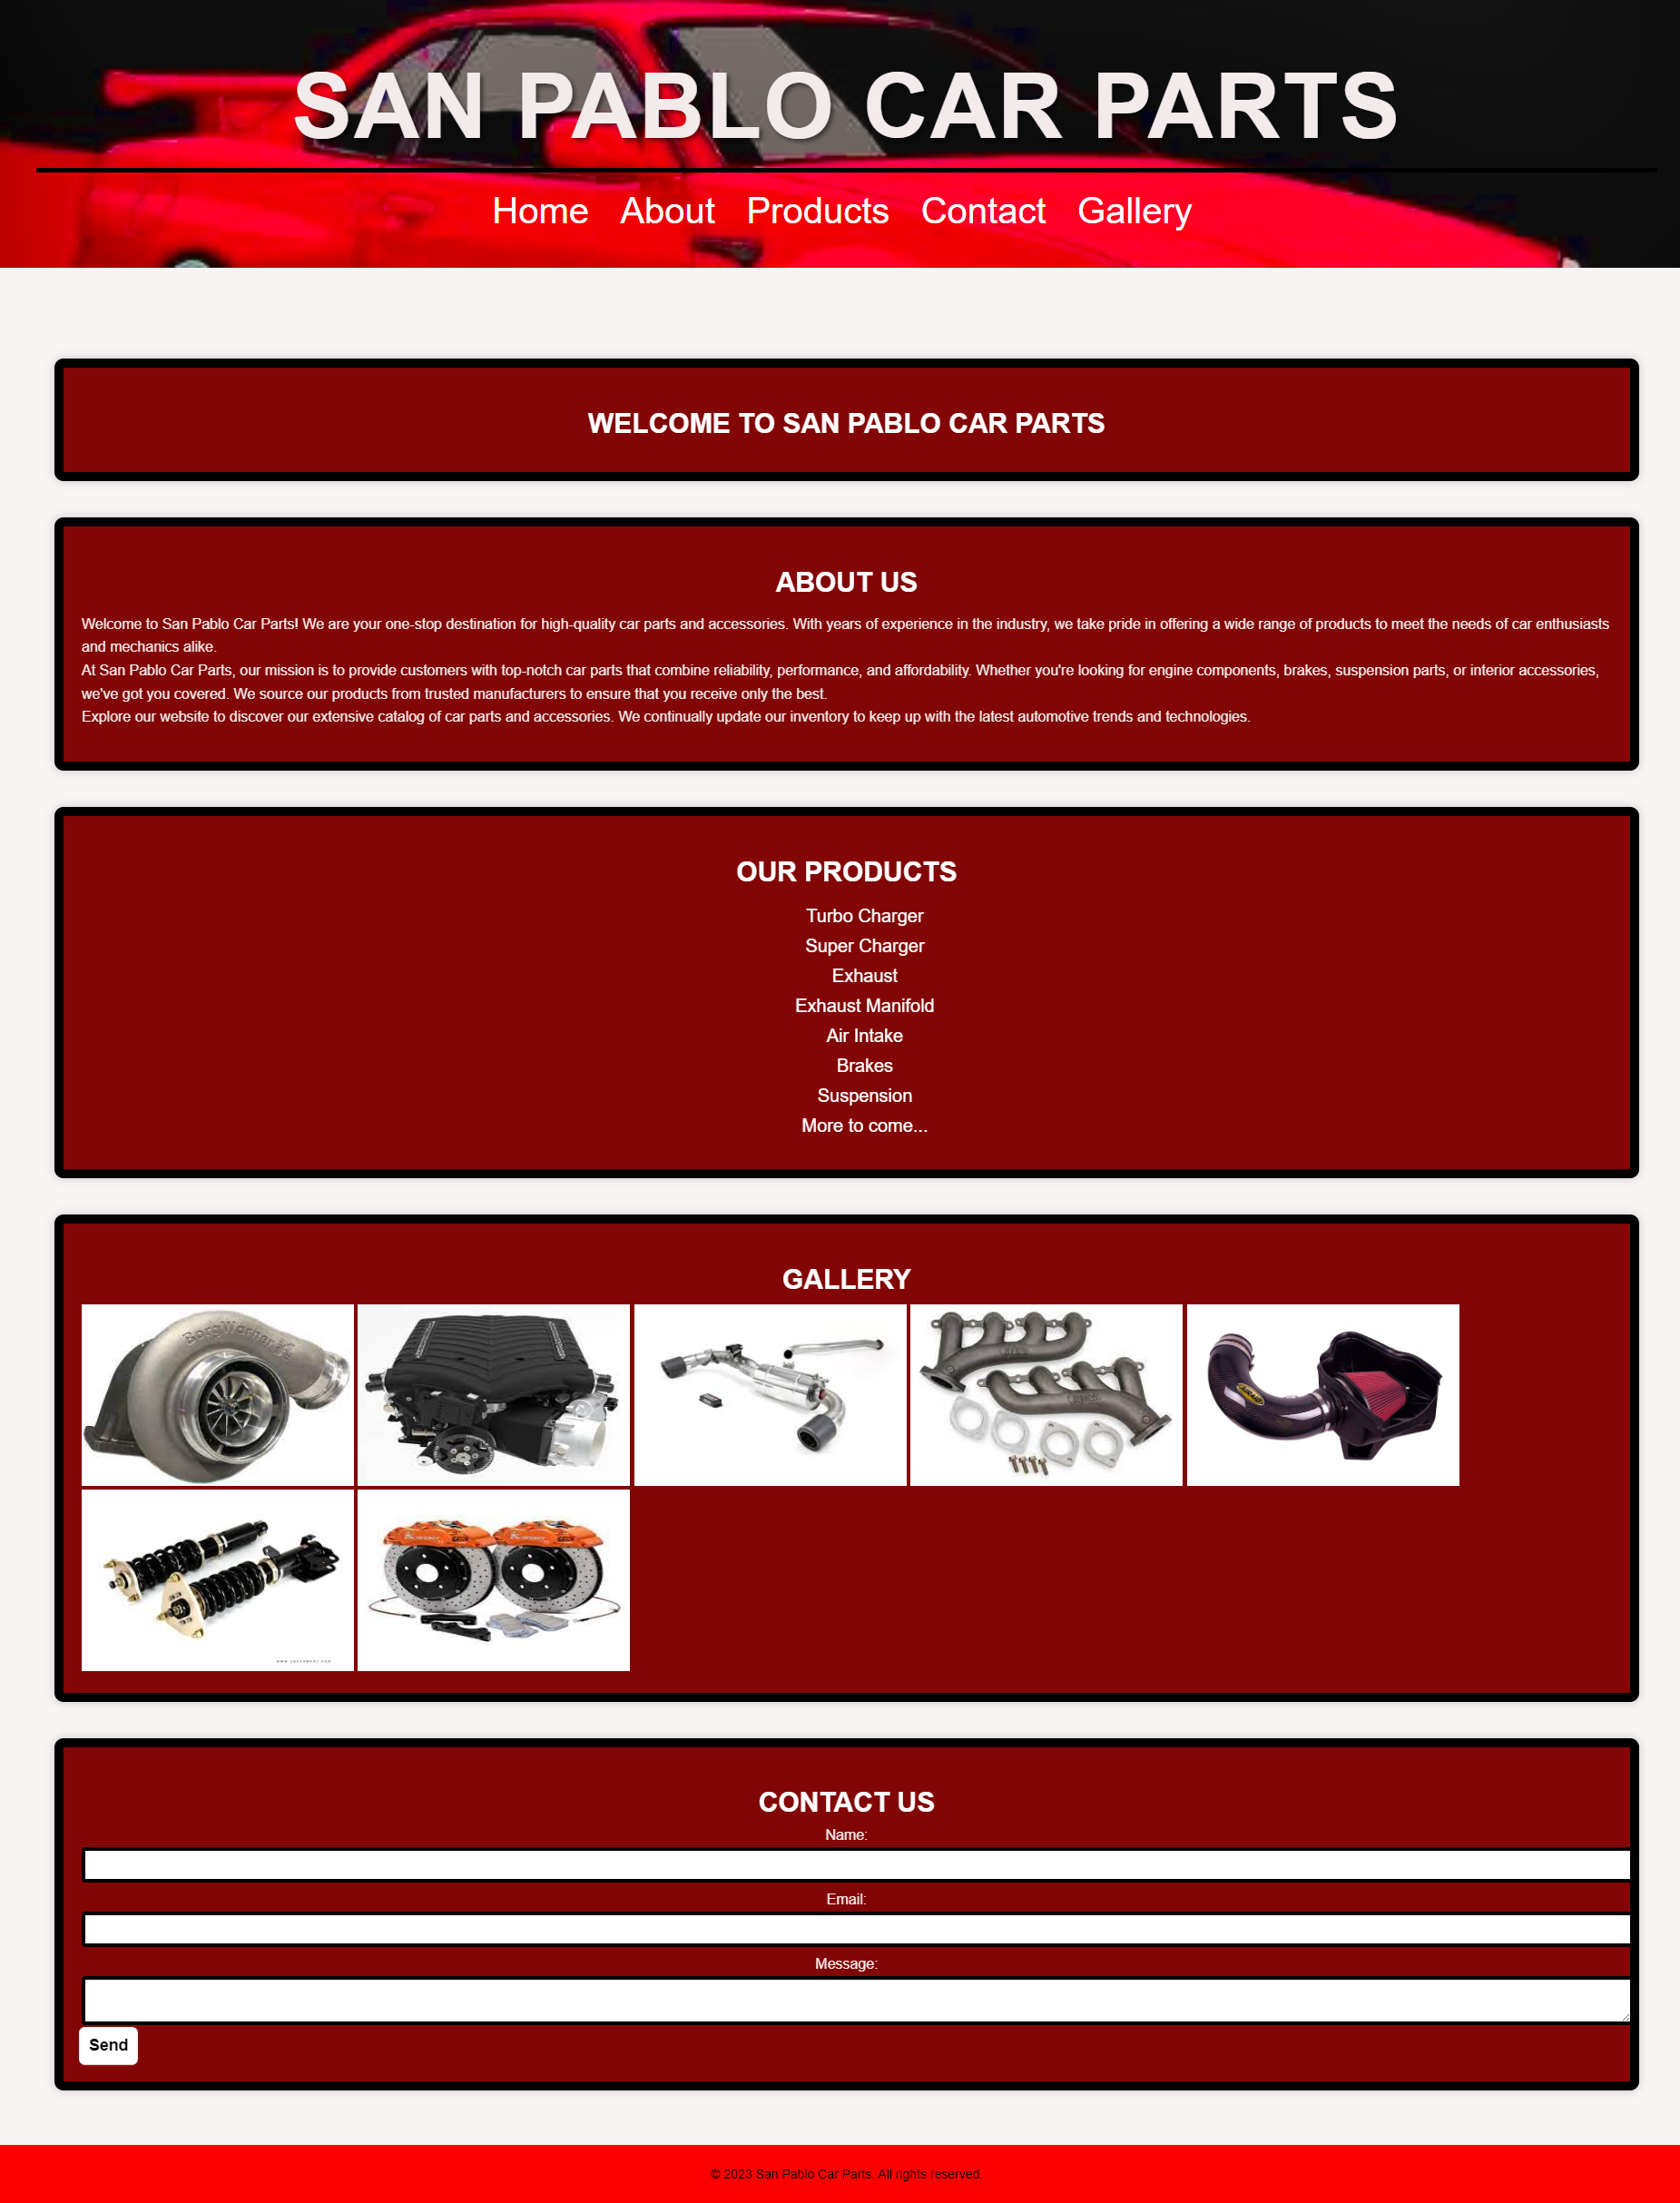 SAN PABLO CAR PARTS
Home About Products Contact Gallery
WELCOME TO SAN PABLO CAR PARTS
ABOUT US
Welcome to San Pablo Car Parts! We are your one-stop destination for high-quality car parts and accessories. With years of experience in the industry, we take pride in offering a wide range of products to meet the needs of car enthusiasts
and mechanics alike.
At San Pablo Car Parts, our mission is to provide customers with top-notch car parts that combine reliability, performance, and affordability. Whether you're looking for engine components, brakes, suspension parts, or interior accessories,
we've got you covered. We source our products from trusted manufacturers to ensure that you receive only the best.
Explore our website to discover our extensive catalog of car parts and accessories. We continually update our inventory to keep up with the latest automotive trends and technologies.
OUR PRODUCTS
Turbo Charger
Super Charger
Exhaust
Exhaust Manifold
Air Intake
Brakes
Suspension
More to come...
GALLERY
BorgWarner
AIRAID
CONTACT US
Name:
Email:
Message:
Send
© 2023 San Pablo Car Parts. All rights reserved.